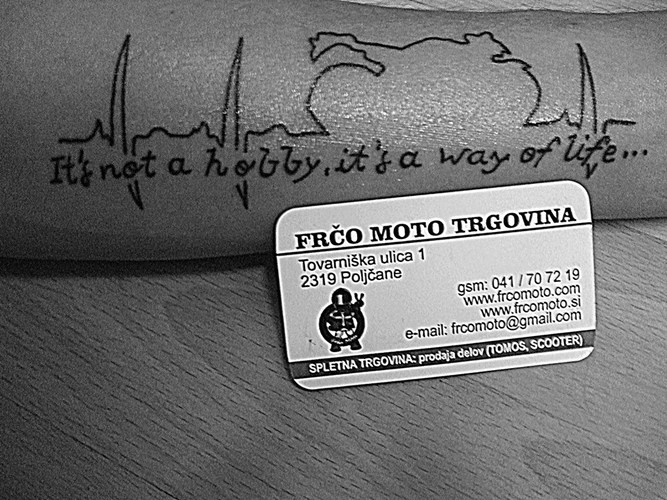 It's not a hobby, it's a way of life...
FRČO MOTO TRGOVINA
Tovarniška ulica 1
2319 Poljčane
gsm: 041 / 70 72 19
www.frcomoto.com
www.frcomoto.si
e-mail: frcomoto@gmail.com
SPLETNA TRGOVINA: prodaja delov (TOMOS, SCOOTER)